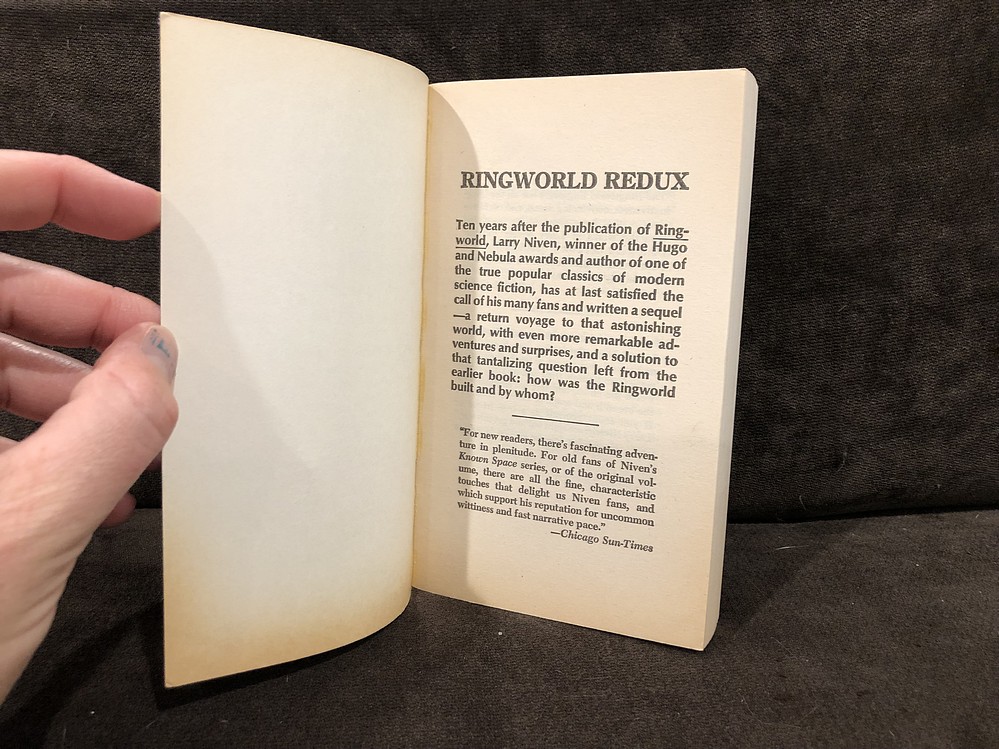 RINGWORLD REDUX
Ten years after the publication of Ring-
world, Larry Niven, winner of the Hugo
and Nebula awards and author of one of
the true popular classics of modern
science fiction, has at last satisfied the
call of his many fans and written a sequel
—a return voyage to that astonishing
world, with even more remarkable ad-
ventures and surprises, and a solution to
that tantalizing question left from the
earlier book: how was the Ringworld
built and by whom?
"For new readers, there's fascinating adven-
ture in plenitude. For old fans of Niven's
Known Space series, or of the original vol-
ume, there are all the fine, characteristic
touches that delight us Niven fans, and
which support his reputation for uncommon
wittiness and fast narrative pace."
—Chicago Sun-Times